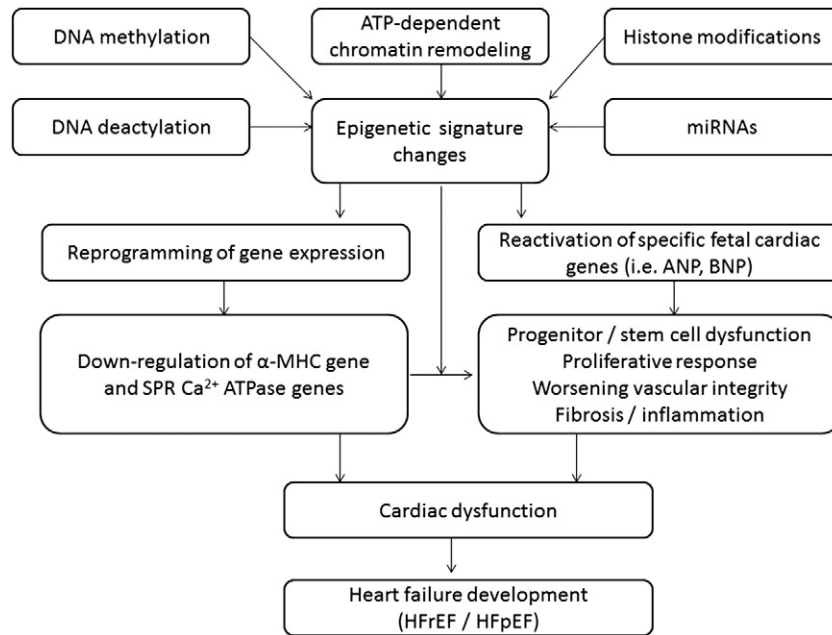 DNA methylation
ATP-dependent
chromatin remodeling
Histone modifications
DNA deactylation
Epigenetic signature
changes
miRNAs
Reprogramming of gene expression
Reactivation of specific fetal cardiac
genes (i.e. ANP, BNP)
Down-regulation of α-MHC gene
and SPR Ca²⁺ ATPase genes
Progenitor / stem cell dysfunction
Proliferative response
Worsening vascular integrity
Fibrosis / inflammation
Cardiac dysfunction
Heart failure development
(HFrEF / HFpEF)